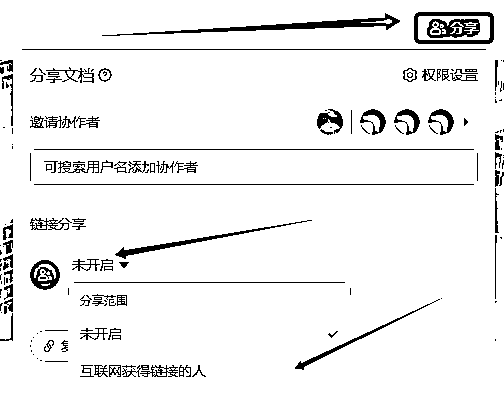 分享
分享文档
权限设置
邀请协作者
可搜索用户名添加协作者
链接分享
未开启
分享范围
未开启
互联网获得链接的人